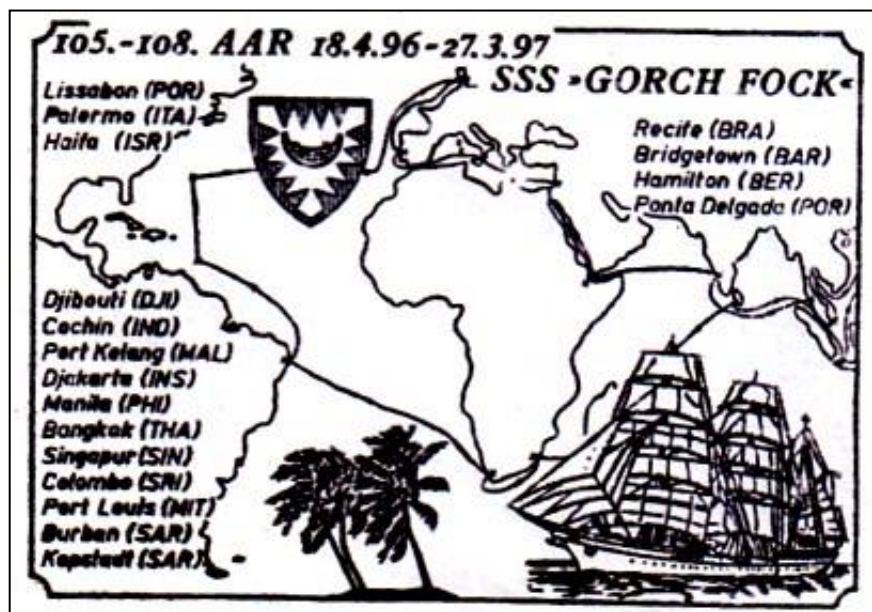 105.-108. AAR 18.4.96-27.3.97
SSS »GORCH FOCK«
Lissabon (POR)
Palermo (ITA)
Haifa (ISR)
Recife (BRA)
Bridgetown (BAR)
Hamilton (BER)
Ponta Delgada (POR)
Djibouti (DJI)
Cochin (IND)
Port Kelang (MAL)
Djakarta (INS)
Manila (PHI)
Bangkok (THA)
Singapur (SIN)
Colombo (SRI)
Port Louis (MIT)
Durban (SAR)
Kapstadt (SAR)